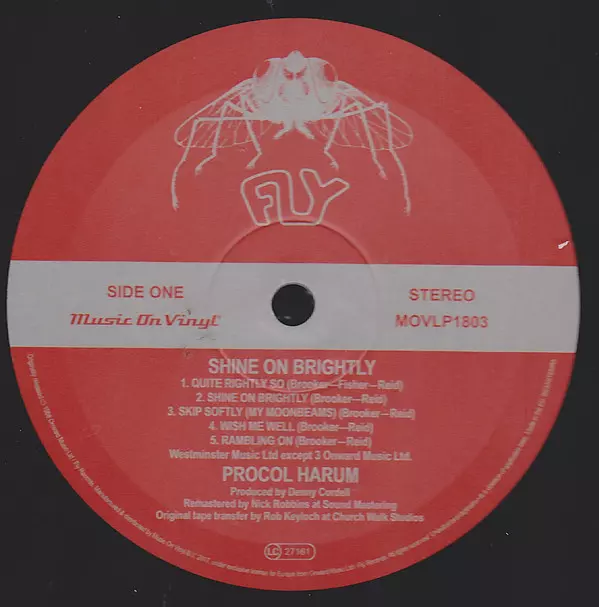 FLY
SIDE ONE
STEREO
Music On Vinyl
MOVLP1803
SHINE ON BRIGHTLY
1. QUITE RIGHTLY SO (Brooker—Fisher—Reid)
2. SHINE ON BRIGHTLY (Brooker—Reid)
3. SKIP SOFTLY (MY MOONBEAMS) (Brooker—Reid)
4. WISH ME WELL (Brooker—Reid)
5. RAMBLING ON (Brooker—Reid)
Westminster Music Ltd except 3 Onward Music Ltd.
PROCOL HARUM
Produced by Denny Cordell
Remastered by Nick Robbins at Sound Mastering
Original tape transfer by Rob Keyloch at Church Walk Studios
LC 27161